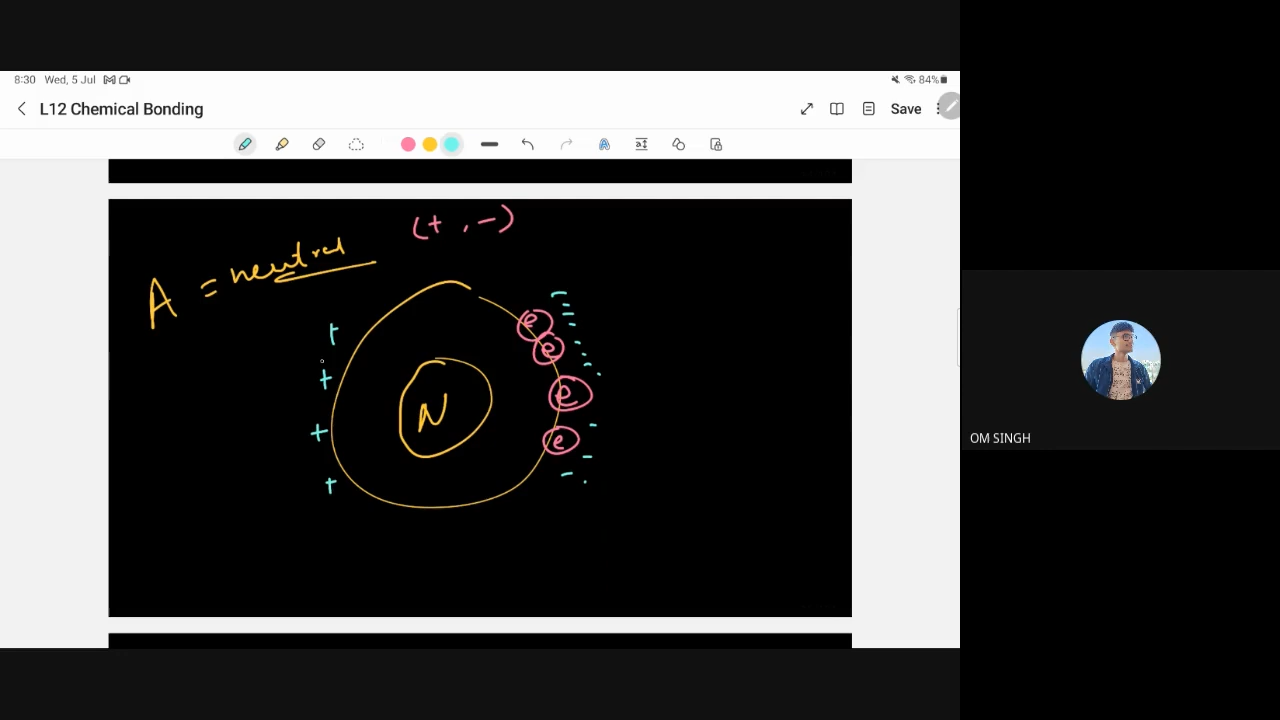 8:30 Wed, 5 Jul
84%
L12 Chemical Bonding
Save
(+ , -)
A = neutral
e
e
e
e
N
+
+
+
+
OM SINGH